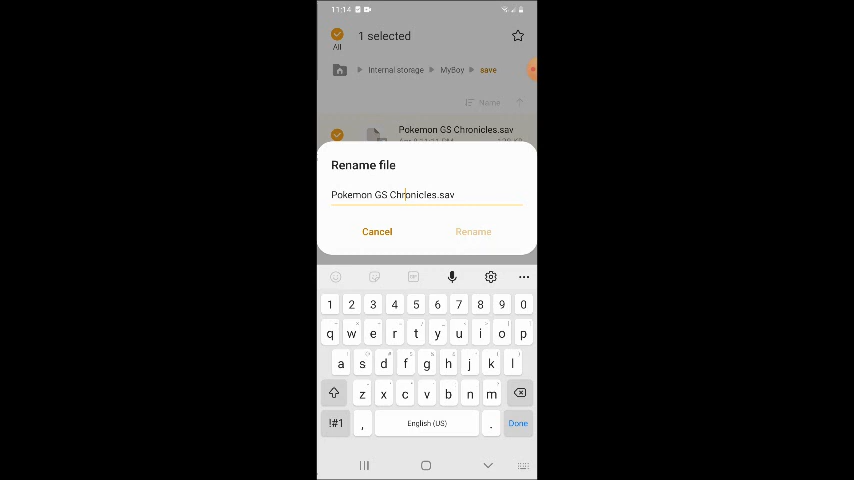 11:14
All
1 selected
Internal storage MyBoy save
Name
Pokemon GS Chronicles.sav
Rename file
Pokemon GS Chronicles.sav
Cancel Rename
1 2 3 4 5 6 7 8 9 0
q w e r t y u i o p
a s d f g h j k l
z x c v b n m
!#1 , English (US) . Done